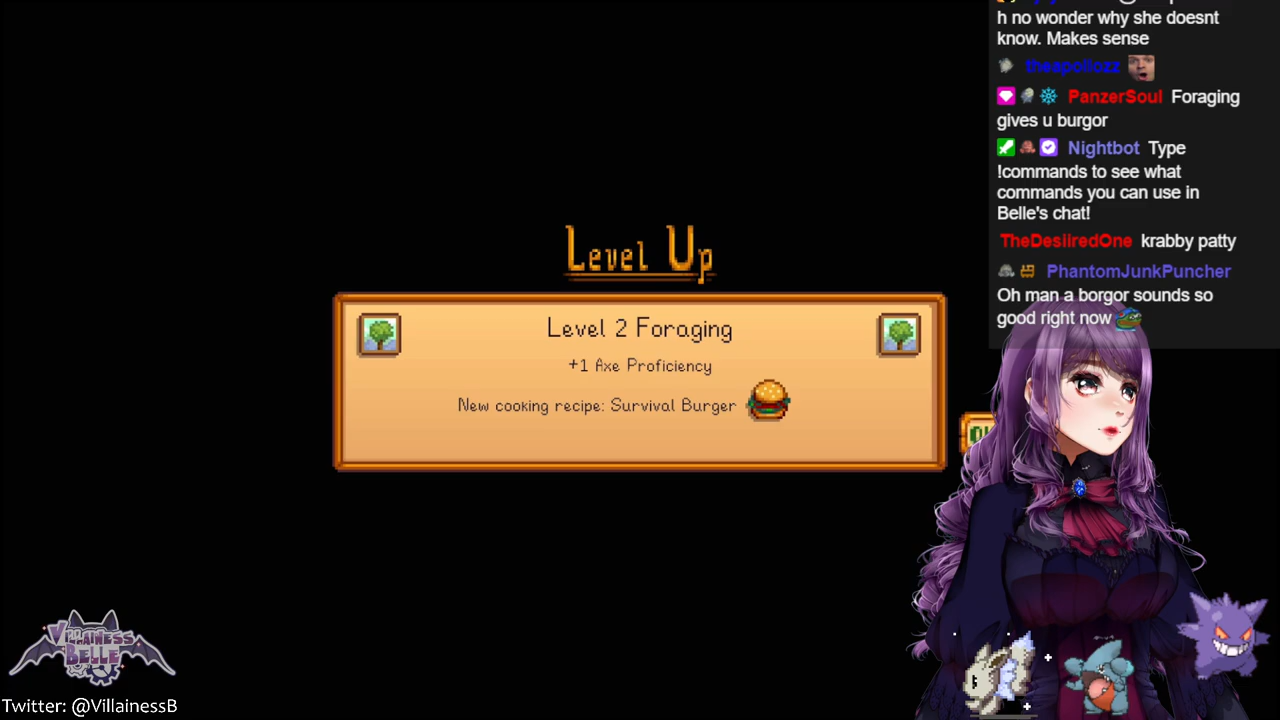 h no wonder why she doesnt
know. Makes sense
theapollozz
PanzerSoul Foraging
gives u burgor
Nightbot Type
!commands to see what
commands you can use in
Belle's chat!
TheDesiiredOne krabby patty
PhantomJunkPuncher
Oh man a borgor sounds so
good right now
Level Up
Level 2 Foraging
+1 Axe Proficiency
New cooking recipe: Survival Burger
VILLAINESS
BELLE
Twitter: @VillainessB